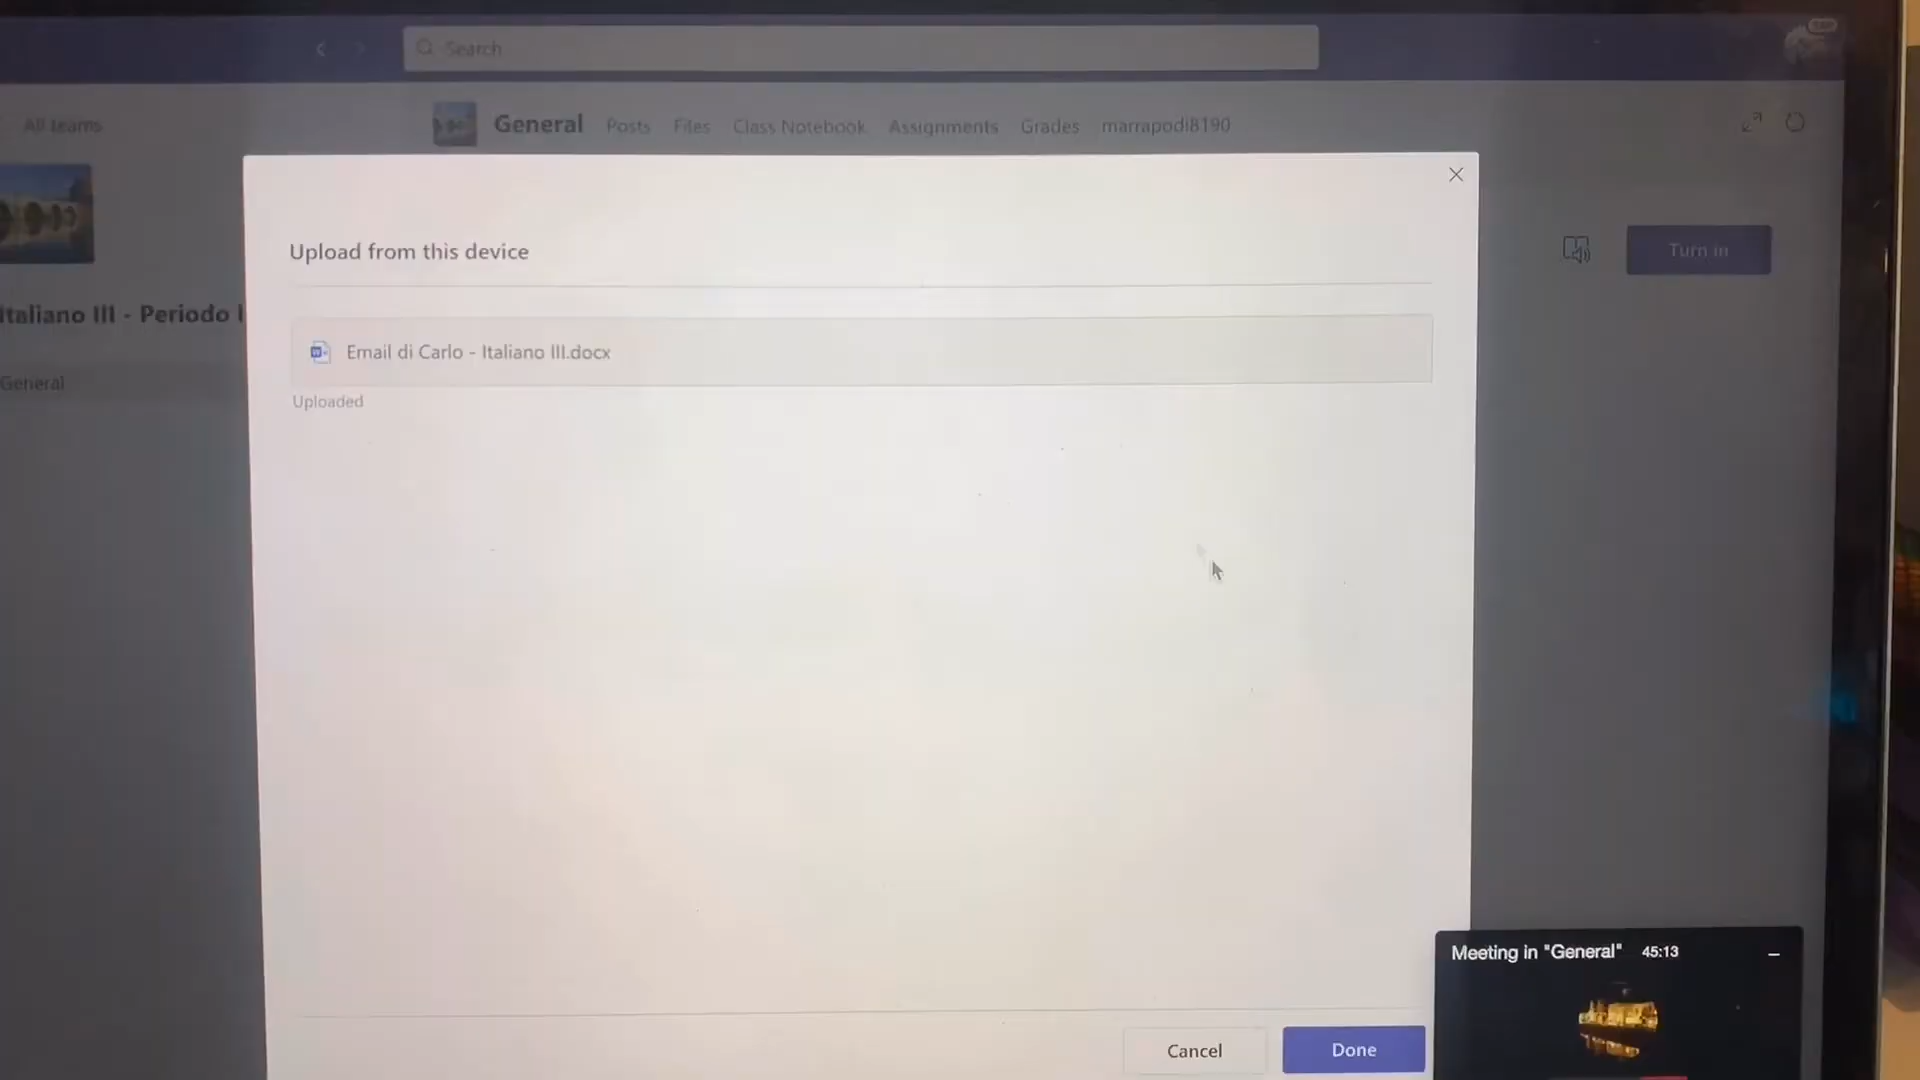 Search
All teams
General Posts Files Class Notebook Assignments Grades marrapodi8190
Upload from this device
Turn in
Italiano III - Periodo I
Email di Carlo - Italiano III.docx
General
Uploaded
Meeting in "General" 45:13
Cancel
Done